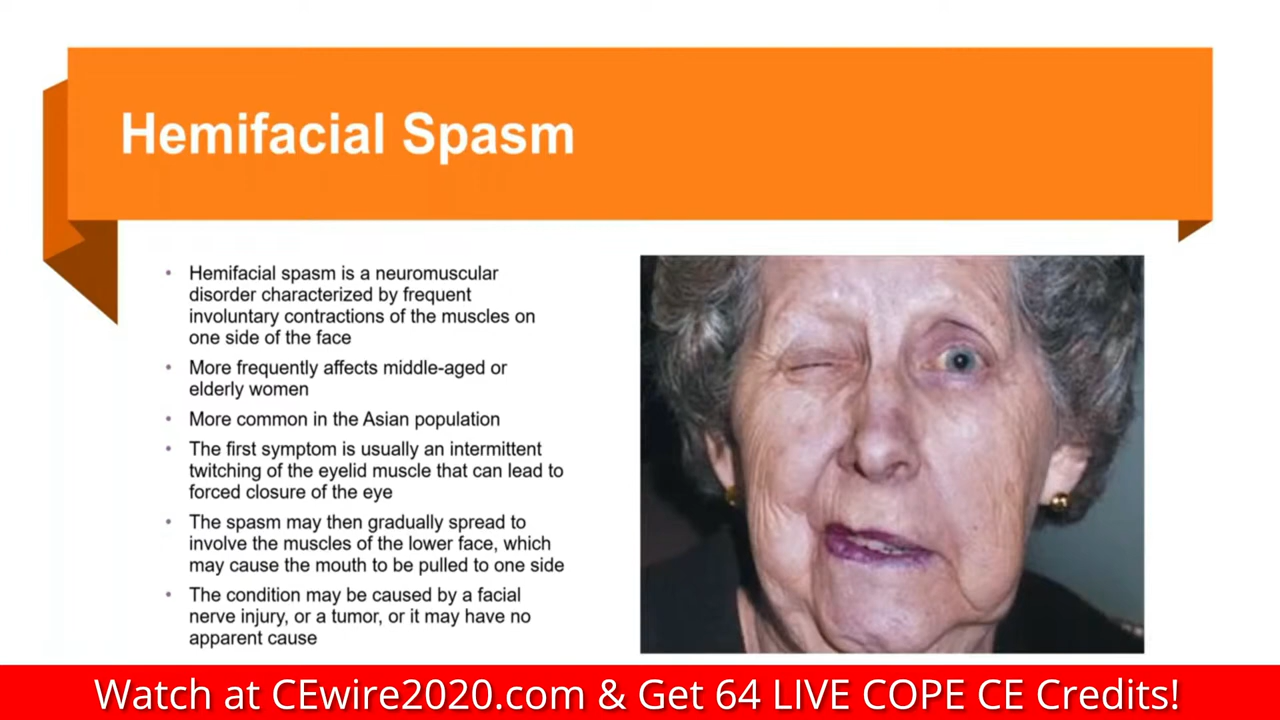 Hemifacial Spasm
• Hemifacial spasm is a neuromuscular
disorder characterized by frequent
involuntary contractions of the muscles on
one side of the face
• More frequently affects middle-aged or
elderly women
• More common in the Asian population
• The first symptom is usually an intermittent
twitching of the eyelid muscle that can lead to
forced closure of the eye
• The spasm may then gradually spread to
involve the muscles of the lower face, which
may cause the mouth to be pulled to one side
• The condition may be caused by a facial
nerve injury, or a tumor, or it may have no
apparent cause
Watch at CEwire2020.com & Get 64 LIVE COPE CE Credits!